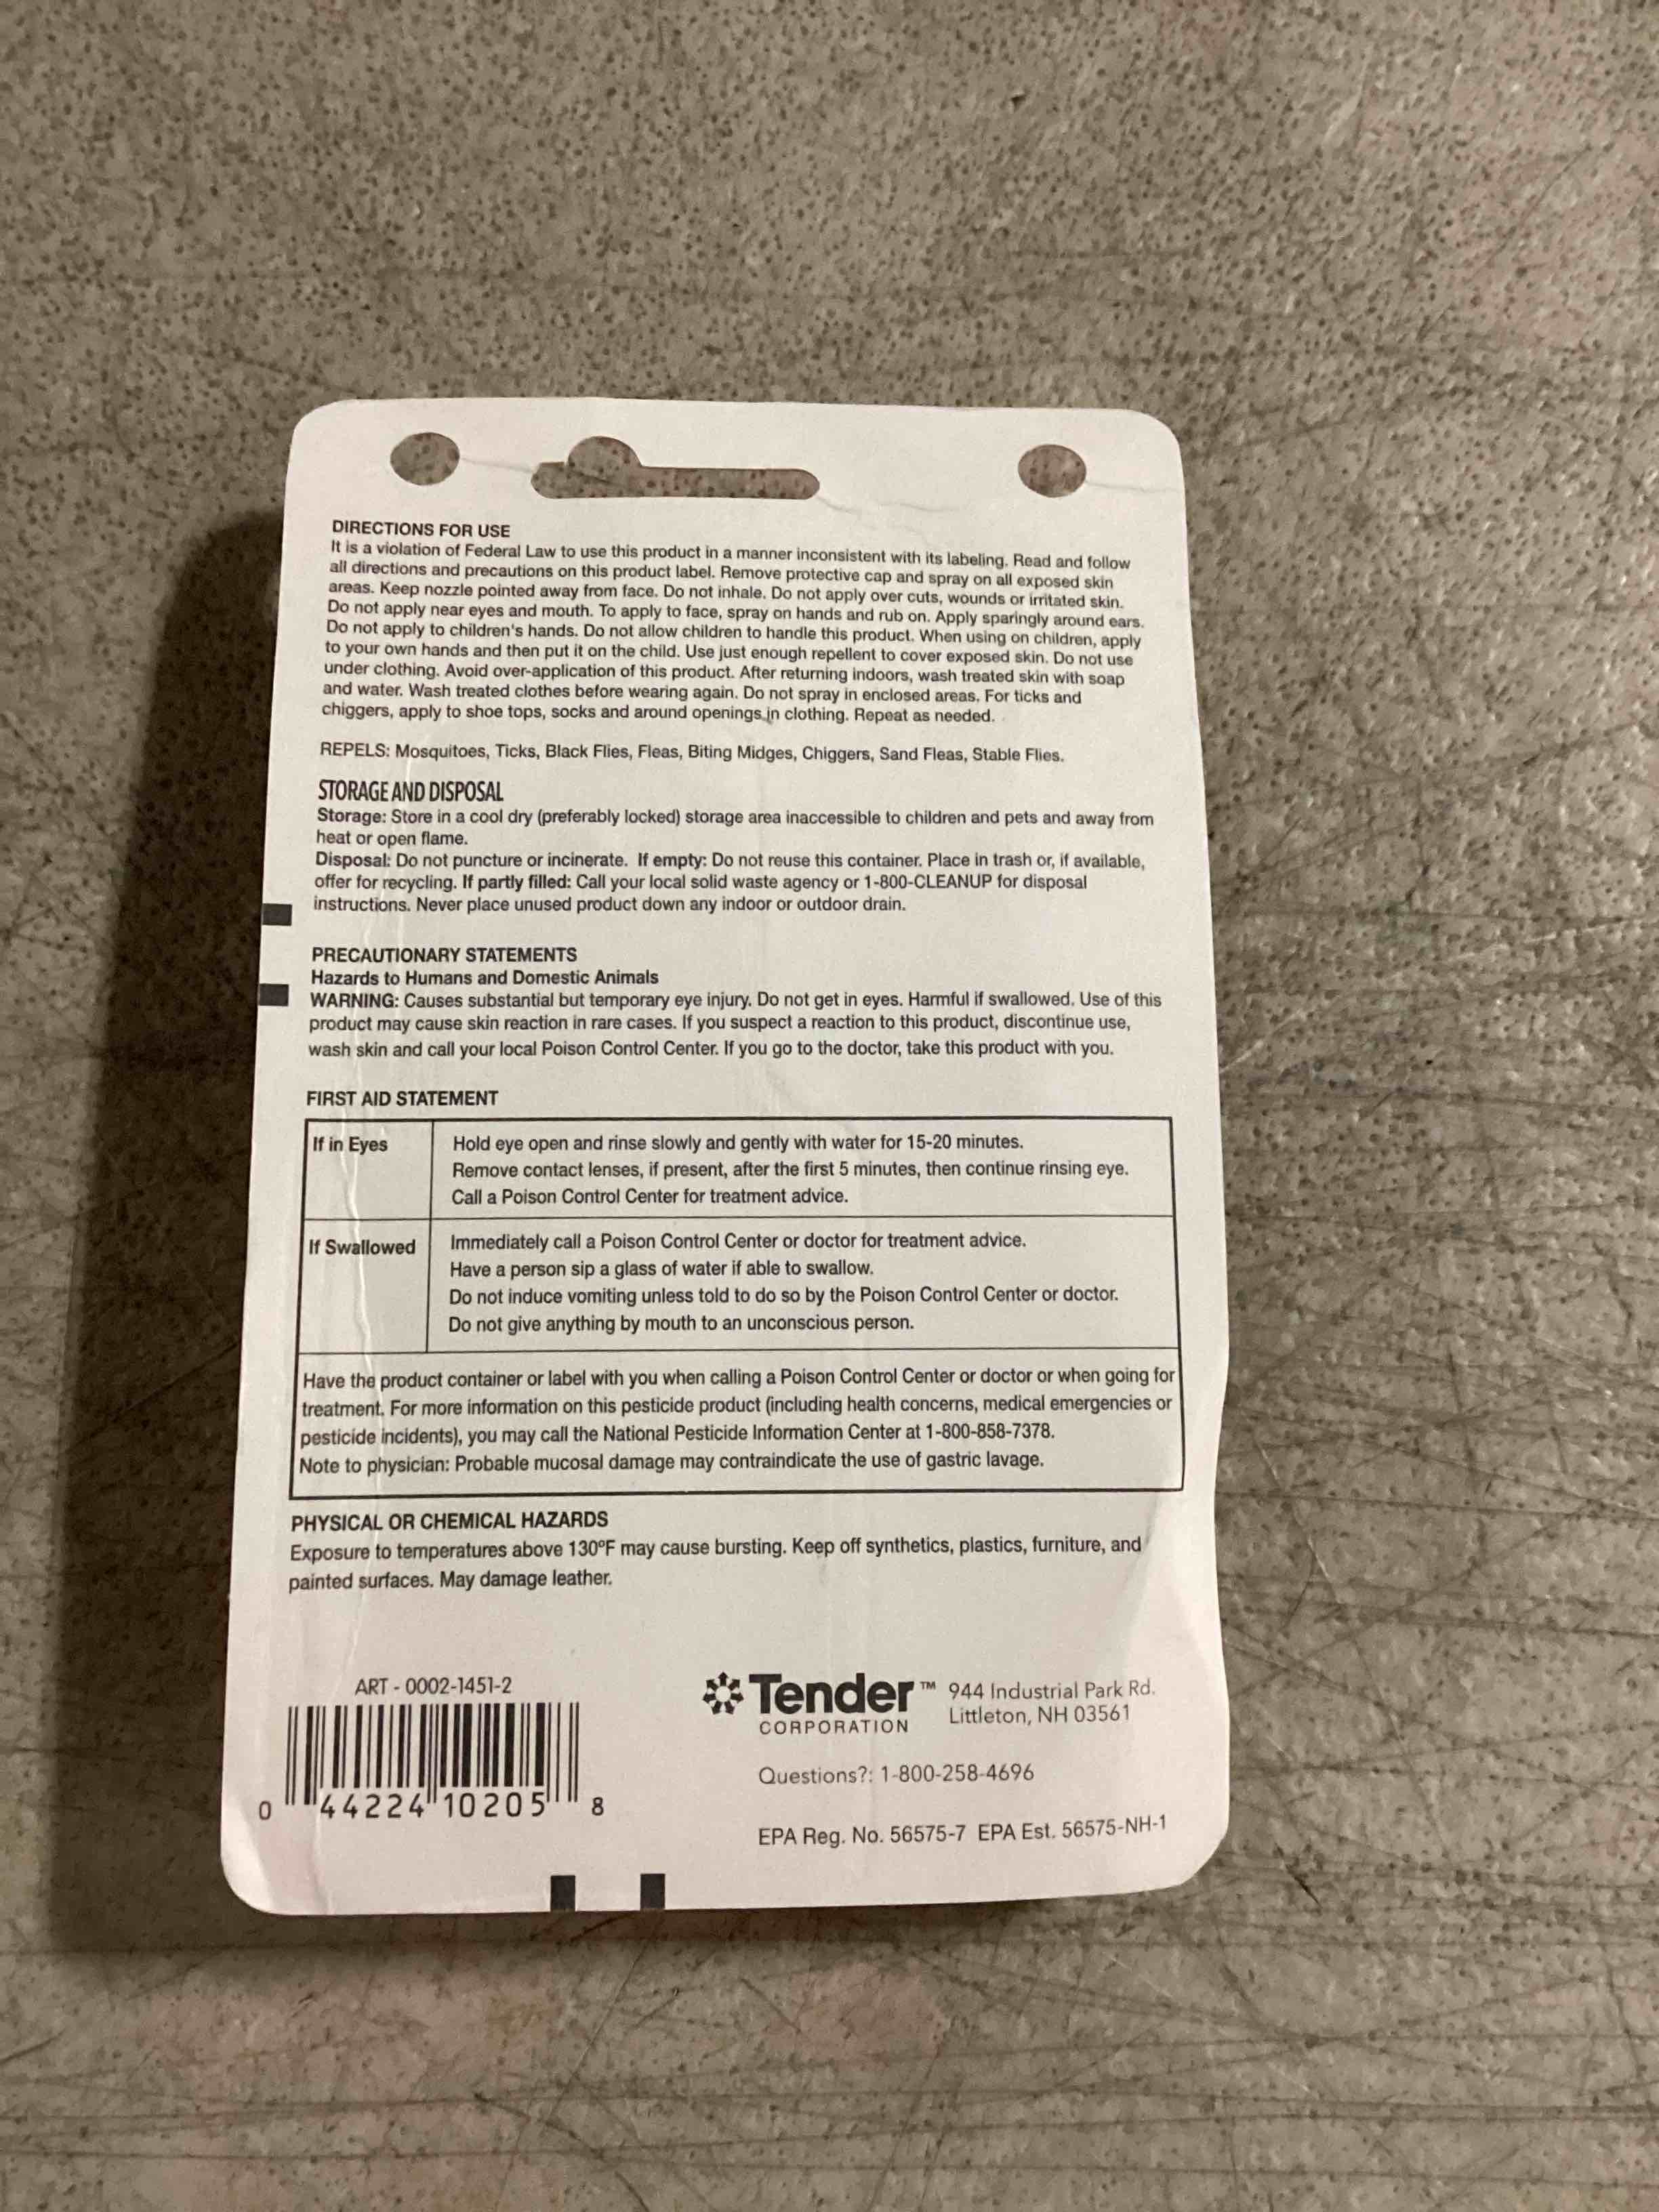 DIRECTIONS FOR USE
It is a violation of Federal Law to use this product in a manner inconsistent with its labeling. Read and follow
all directions and precautions on this product label. Remove protective cap and spray on all exposed skin
areas. Keep nozzle pointed away from face. Do not inhale. Do not apply over cuts, wounds or irritated skin.
Do not apply near eyes and mouth. To apply to face, spray on hands and rub on. Apply sparingly around ears.
Do not apply to children's hands. Do not allow children to handle this product. When using on children, apply
to your own hands and then put it on the child. Use just enough repellent to cover exposed skin. Do not use
under clothing. Avoid over-application of this product. After returning indoors, wash treated skin with soap
and water. Wash treated clothes before wearing again. Do not spray in enclosed areas. For ticks and
chiggers, apply to shoe tops, socks and around openings in clothing. Repeat as needed.
REPELS: Mosquitoes, Ticks, Black Flies, Fleas, Biting Midges, Chiggers, Sand Fleas, Stable Flies.
STORAGE AND DISPOSAL
Storage: Store in a cool dry (preferably locked) storage area inaccessible to children and pets and away from
heat or open flame.
Disposal: Do not puncture or incinerate. If empty: Do not reuse this container. Place in trash or, if available,
offer for recycling. If partly filled: Call your local solid waste agency or 1-800-CLEANUP for disposal
instructions. Never place unused product down any indoor or outdoor drain.
PRECAUTIONARY STATEMENTS
Hazards to Humans and Domestic Animals
WARNING: Causes substantial but temporary eye injury. Do not get in eyes. Harmful if swallowed. Use of this
product may cause skin reaction in rare cases. If you suspect a reaction to this product, discontinue use,
wash skin and call your local Poison Control Center. If you go to the doctor, take this product with you.
FIRST AID STATEMENT
If in Eyes
Hold eye open and rinse slowly and gently with water for 15-20 minutes.
Remove contact lenses, if present, after the first 5 minutes, then continue rinsing eye.
Call a Poison Control Center for treatment advice.
If Swallowed
Immediately call a Poison Control Center or doctor for treatment advice.
Have a person sip a glass of water if able to swallow.
Do not induce vomiting unless told to do so by the Poison Control Center or doctor.
Do not give anything by mouth to an unconscious person.
Have the product container or label with you when calling a Poison Control Center or doctor or when going for
treatment. For more information on this pesticide product (including health concerns, medical emergencies or
pesticide incidents), you may call the National Pesticide Information Center at 1-800-858-7378.
Note to physician: Probable mucosal damage may contraindicate the use of gastric lavage.
PHYSICAL OR CHEMICAL HAZARDS
Exposure to temperatures above 130ºF may cause bursting. Keep off synthetics, plastics, furniture, and
painted surfaces. May damage leather.
ART - 0002-1451-2
0 44224 10205 8
Tender™
CORPORATION
944 Industrial Park Rd.
Littleton, NH 03561
Questions?: 1-800-258-4696
EPA Reg. No. 56575-7 EPA Est. 56575-NH-1